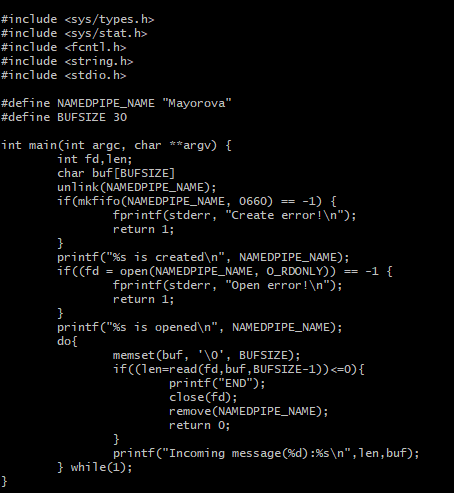 #include <sys/types.h>
#include <sys/stat.h>
#include <fcntl.h>
#include <string.h>
#include <stdio.h>

#define NAMEDPIPE_NAME "Mayorova"
#define BUFSIZE 30

int main(int argc, char **argv) {
        int fd,len;
        char buf[BUFSIZE]
        unlink(NAMEDPIPE_NAME);
        if(mkfifo(NAMEDPIPE_NAME, 0660) == -1) {
                fprintf(stderr, "Create error!\n");
                return 1;
        }
        printf("%s is created\n", NAMEDPIPE_NAME);
        if((fd = open(NAMEDPIPE_NAME, O_RDONLY)) == -1 {
                fprintf(stderr, "Open error!\n");
                return 1;
        }
        printf("%s is opened\n", NAMEDPIPE_NAME);
        do{
                memset(buf, '\0', BUFSIZE);
                if((len=read(fd,buf,BUFSIZE-1))<=0){
                        printf("END");
                        close(fd);
                        remove(NAMEDPIPE_NAME);
                        return 0;
                }
                printf("Incoming message(%d):%s\n",len,buf);
        } while(1);
}